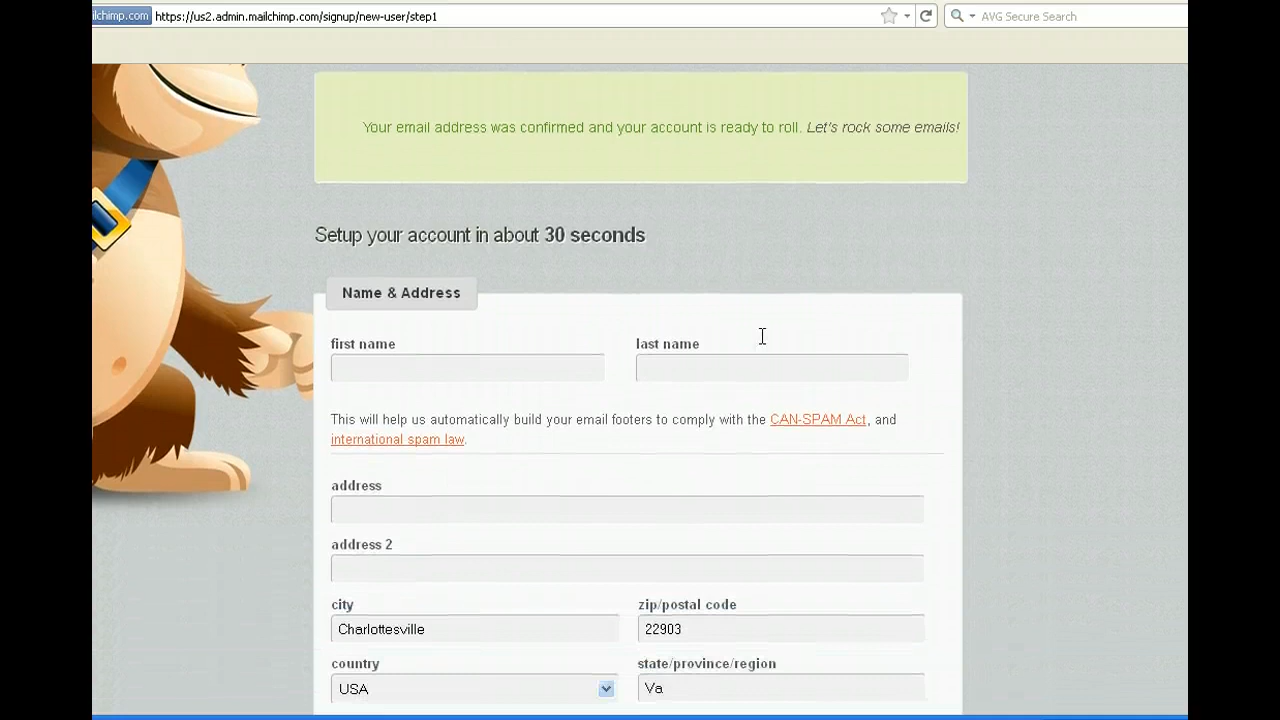 ilchimp.com https://us2.admin.mailchimp.com/signup/new-user/step1 AVG Secure Search
Your email address was confirmed and your account is ready to roll. Let's rock some emails!
Setup your account in about 30 seconds
Name & Address
first name last name
This will help us automatically build your email footers to comply with the CAN-SPAM Act, and
international spam law.
address
address 2
city zip/postal code
Charlottesville 22903
country state/province/region
USA Va